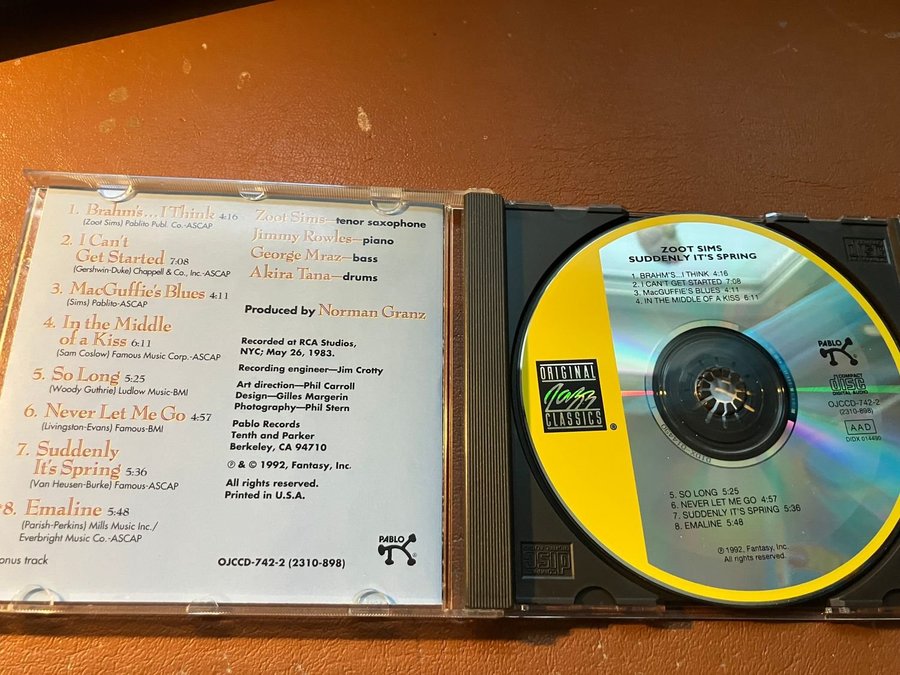 1. Brahm's...I Think 4:16
(Zoot Sims) Pablito Publ. Co.-ASCAP
2. I Can't
Get Started 7:08
(Gershwin-Duke) Chappell & Co., Inc.-ASCAP
3. MacGuffie's Blues 4:11
(Sims) Pablito-ASCAP
4. In the Middle
of a Kiss 6:11
(Sam Coslow) Famous Music Corp.-ASCAP
5. So Long 5:25
(Woody Guthrie) Ludlow Music-BMI
6. Never Let Me Go 4:57
(Livingston-Evans) Famous-BMI
7. Suddenly
It's Spring 5:36
(Van Heusen-Burke) Famous-ASCAP
*8. Emaline 5:48
(Parish-Perkins) Mills Music Inc./
Everbright Music Co.-ASCAP
onus track
Zoot Sims—tenor saxophone
Jimmy Rowles—piano
George Mraz—bass
Akira Tana—drums
Produced by Norman Granz
Recorded at RCA Studios,
NYC; May 26, 1983.
Recording engineer—Jim Crotty
Art direction—Phil Carroll
Design—Gilles Margerin
Photography—Phil Stern
Pablo Records
Tenth and Parker
Berkeley, CA 94710
℗ & © 1992, Fantasy, Inc.
All rights reserved.
Printed in U.S.A.
PABLO
OJCCD-742-2 (2310-898)
ZOOT SIMS
SUDDENLY IT'S SPRING
1. BRAHM'S...I THINK 4:16
2. I CAN'T GET STARTED 7:08
3. MacGUFFIE'S BLUES 4:11
4. IN THE MIDDLE OF A KISS 6:11
ORIGINAL
Jazz
CLASSICS
®
PABLO
COMPACT
disc
DIGITAL AUDIO
OJCCD-742-2
(2310-898)
AAD
DIDX 014499
5. SO LONG 5:25
6. NEVER LET ME GO 4:57
7. SUDDENLY IT'S SPRING 5:36
8. EMALINE 5:48
℗ 1992, Fantasy, Inc.
All rights reserved.